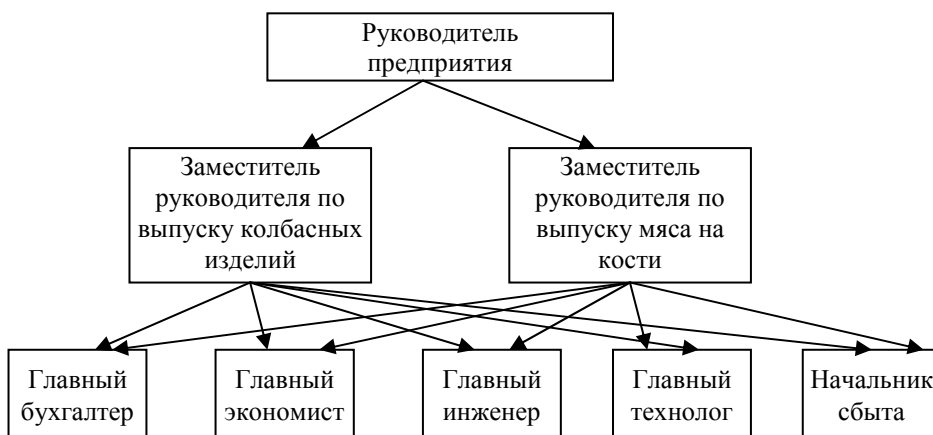 Руководитель
предприятия
Заместитель
руководителя по
выпуску колбасных
изделий
Заместитель
руководителя по
выпуску мяса на
кости
Главный
бухгалтер
Главный
экономист
Главный
инженер
Главный
технолог
Начальник
сбыта